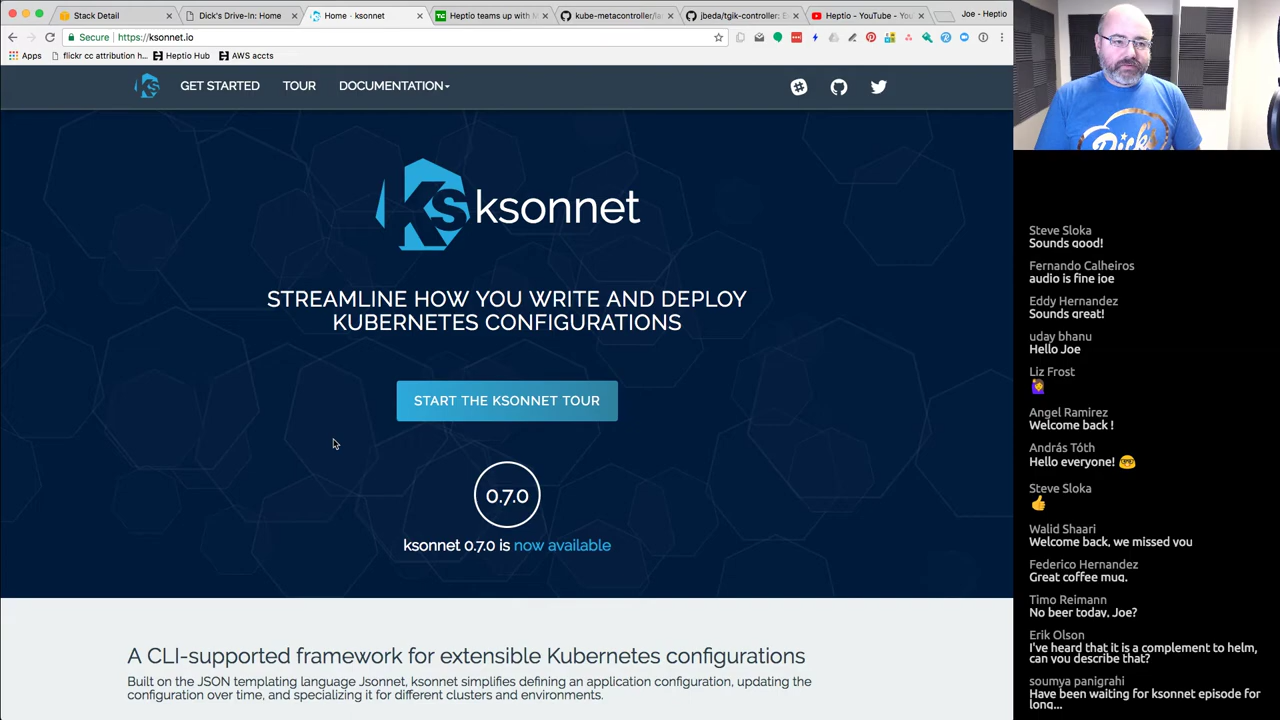 Stack Detail
Dick's Drive-In: Home
Home - ksonnet
Heptio teams up with
kube-metacontroller/
jbeda/tgik-controller:
Heptio - YouTube - Yo
Joe - Heptio
Secure
https://ksonnet.io
Apps
flickr cc attribution h...
Heptio Hub
AWS accts
GET STARTED
TOUR
DOCUMENTATION
Ks ksonnet
STREAMLINE HOW YOU WRITE AND DEPLOY
KUBERNETES CONFIGURATIONS
START THE KSONNET TOUR
0.7.0
ksonnet 0.7.0 is now available
A CLI-supported framework for extensible Kubernetes configurations
Built on the JSON templating language Jsonnet, ksonnet simplifies defining an application configuration, updating the
configuration over time, and specializing it for different clusters and environments.
Dick's
Steve Sloka
Sounds good!
Fernando Calheiros
audio is fine joe
Eddy Hernandez
Sounds great!
uday bhanu
Hello Joe
Liz Frost
Angel Ramirez
Welcome back !
András Tóth
Hello everyone!
Steve Sloka
Walid Shaari
Welcome back, we missed you
Federico Hernandez
Great coffee mug.
Timo Reimann
No beer today, Joe?
Erik Olson
I've heard that it is a complement to helm,
can you describe that?
soumya panigrahi
Have been waiting for ksonnet episode for
long...